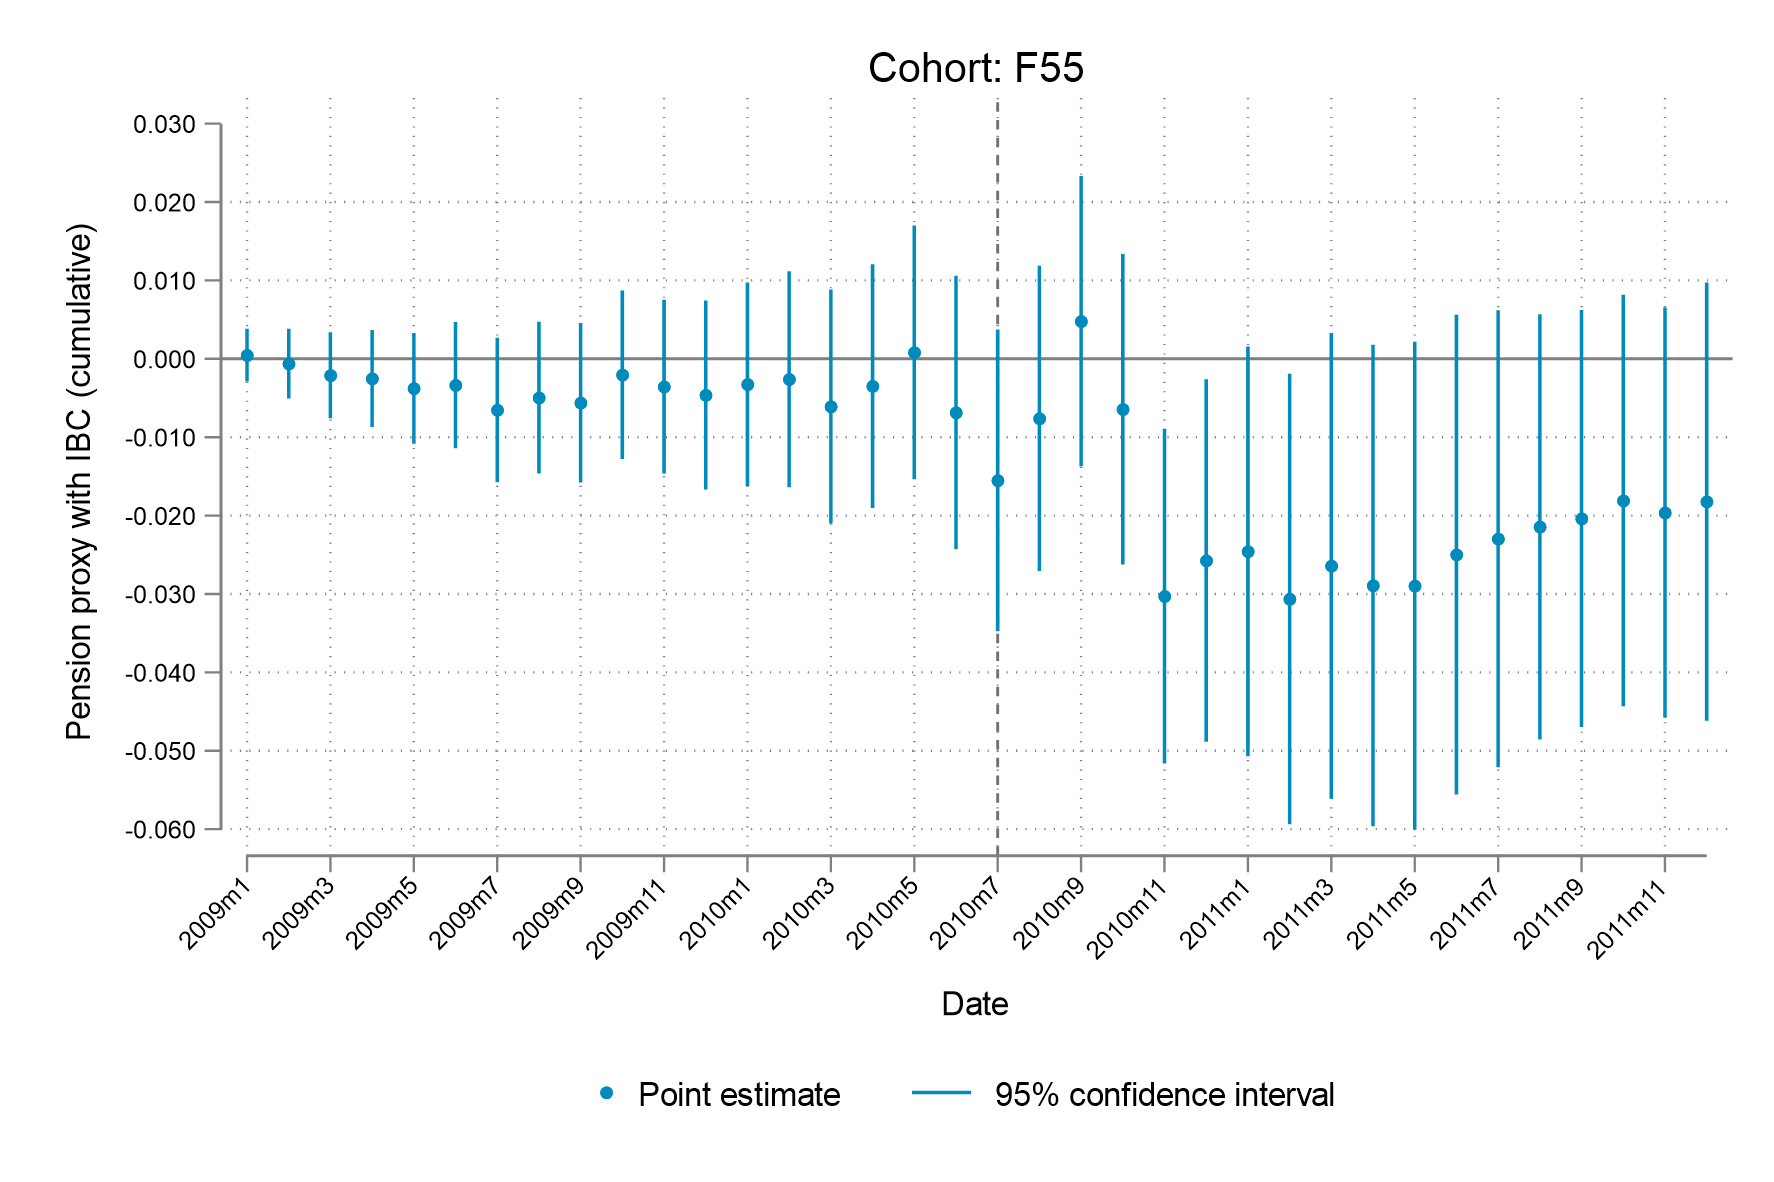 Cohort: F55
Pension proxy with IBC (cumulative)
0.030
0.020
0.010
0.000
-0.010
-0.020
-0.030
-0.040
-0.050
-0.060
2009m1
2009m3
2009m5
2009m7
2009m9
2009m11
2010m1
2010m3
2010m5
2010m7
2010m9
2010m11
2011m1
2011m3
2011m5
2011m7
2011m9
2011m11
Date
Point estimate
95% confidence interval